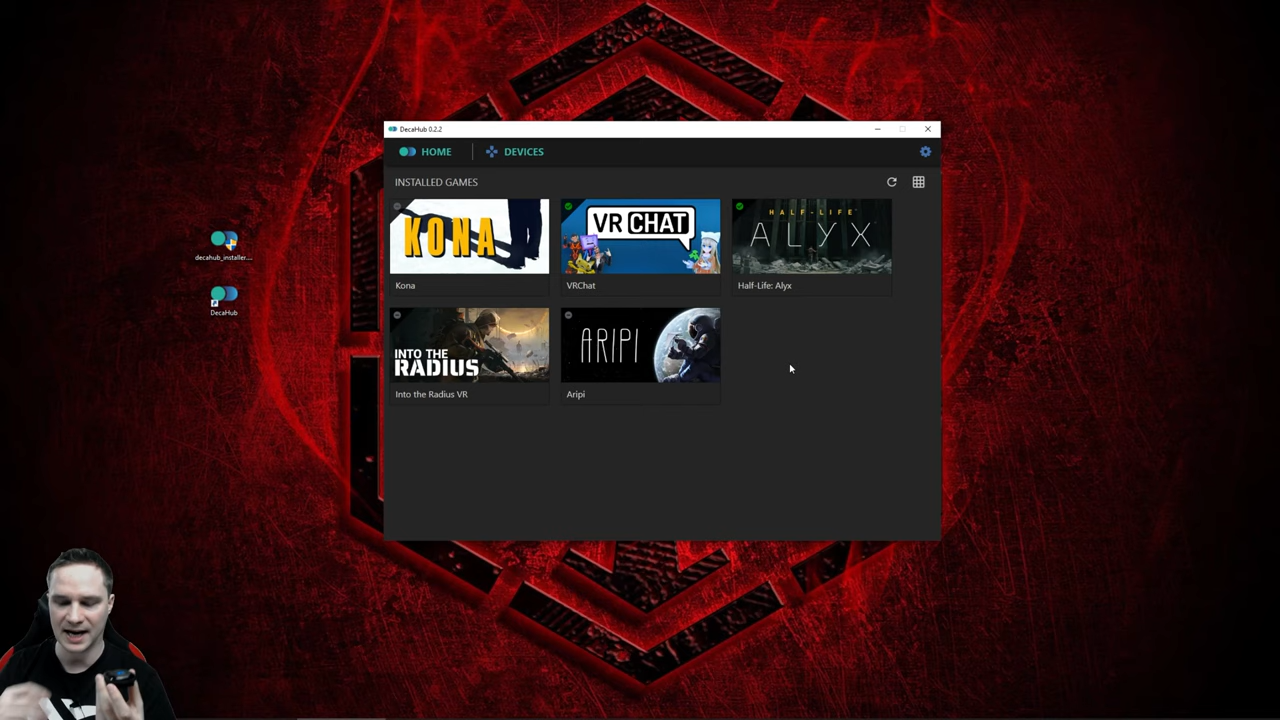 DecaHub 0.2.2
HOME
DEVICES
INSTALLED GAMES
KONA
VR CHAT
HALF-LIFE
ALYX
Kona
VRChat
Half-Life: Alyx
decahub_installer....
DecaHub
INTO THE
RADIUS
ARIPI
Into the Radius VR
Aripi